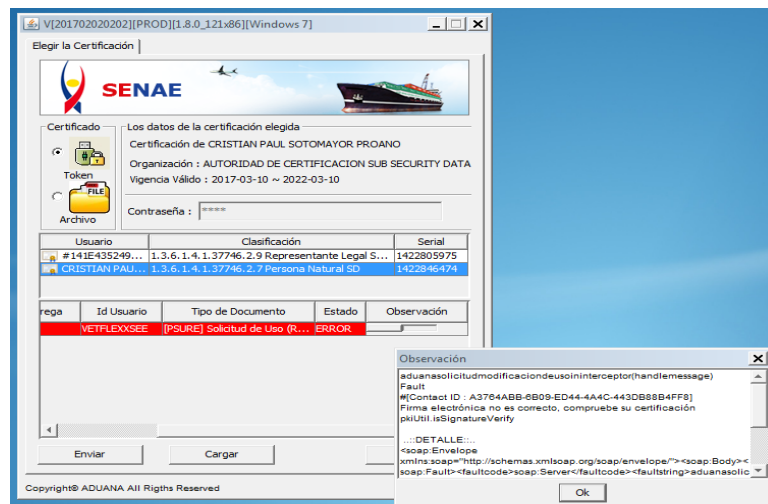 V[201702020202][PROD][1.8.0_121x86][Windows 7]
Elegir la Certificación
SENAE
Certificado
Token
FILE
Archivo
Los datos de la certificación elegida
Certificación de CRISTIAN PAUL SOTOMAYOR PROANO
Organización : AUTORIDAD DE CERTIFICACION SUB SECURITY DATA
Vigencia Válido : 2017-03-10 ~ 2022-03-10
Contraseña : ****
Usuario Clasificación Serial
#141E435249... 1.3.6.1.4.1.37746.2.9 Representante Legal S... 1422805975
CRISTIAN PAU... 1.3.6.1.4.1.37746.2.7 Persona Natural SD 1422846474
rega Id Usuario Tipo de Documento Estado Observación
VETFLEXXSEE [PSURE] Solicitud de Uso (R... ERROR
Enviar Cargar
Copyright© ADUANA All Rigths Reserved
Observación
aduanasolicitudmodificaciondeusoininterceptor(handlemessage)
Fault
#[Contact ID : A3764ABB-6B09-ED44-4A4C-443DB88B4FF8]
Firma electrónica no es correcto, compruebe su certificación
pkiUtil.isSignatureVerify
..::DETALLE::..
<soap:Envelope
xmlns:soap="http://schemas.xmlsoap.org/soap/envelope/"><soap:Body><
soap:Fault><faultcode>soap:Server</faultcode><faultstring>aduanasolic
Ok